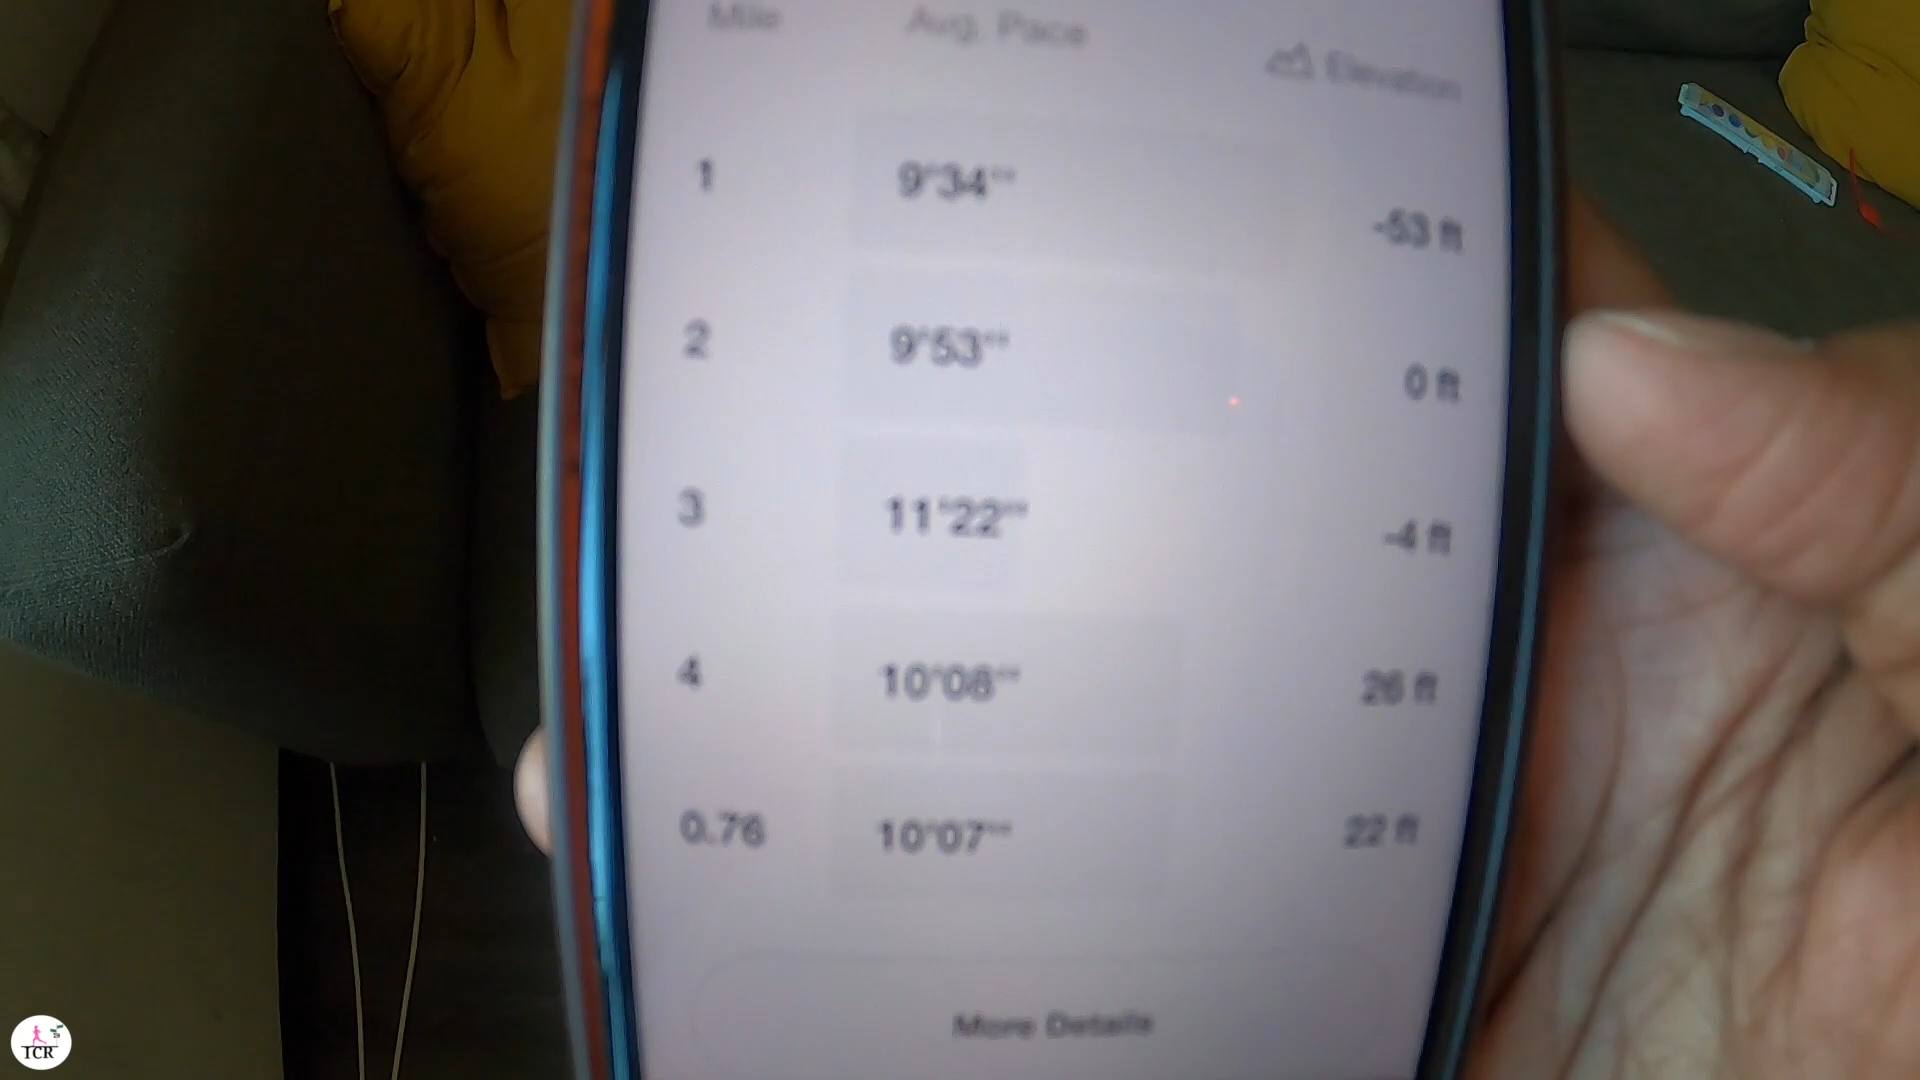 Mile Avg. Pace Elevation
1 9'34'' -53 ft
2 9'53'' 0 ft
3 11'22'' -4 ft
4 10'08'' 26 ft
0.76 10'07'' 22 ft
More Details
TCR